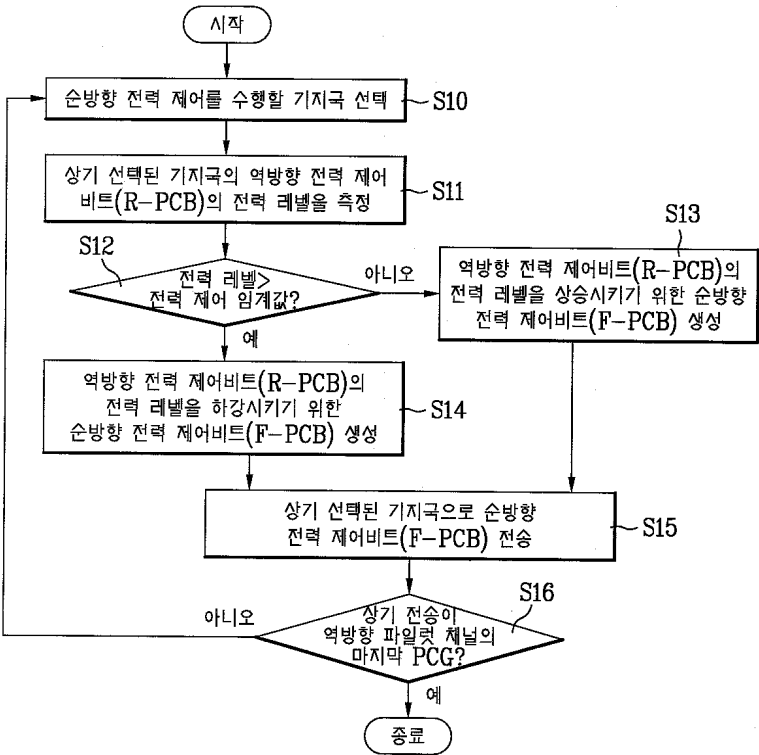 시작
순방향 전력 제어를 수행할 기지국 선택
S10
상기 선택된 기지국의 역방향 전력 제어
비트(R-PCB)의 전력 레벨을 측정
S11
S12
전력 레벨>
전력 제어 임계값?
아니오
예
S13
역방향 전력 제어비트(R-PCB)의
전력 레벨을 상승시키기 위한 순방향
전력 제어비트(F-PCB) 생성
역방향 전력 제어비트(R-PCB)의
전력 레벨을 하강시키기 위한
순방향 전력 제어비트(F-PCB) 생성
S14
상기 선택된 기지국으로 순방향
전력 제어비트(F-PCB) 전송
S15
S16
아니오
상기 전송이
역방향 파일럿 채널의
마지막 PCG?
예
종료